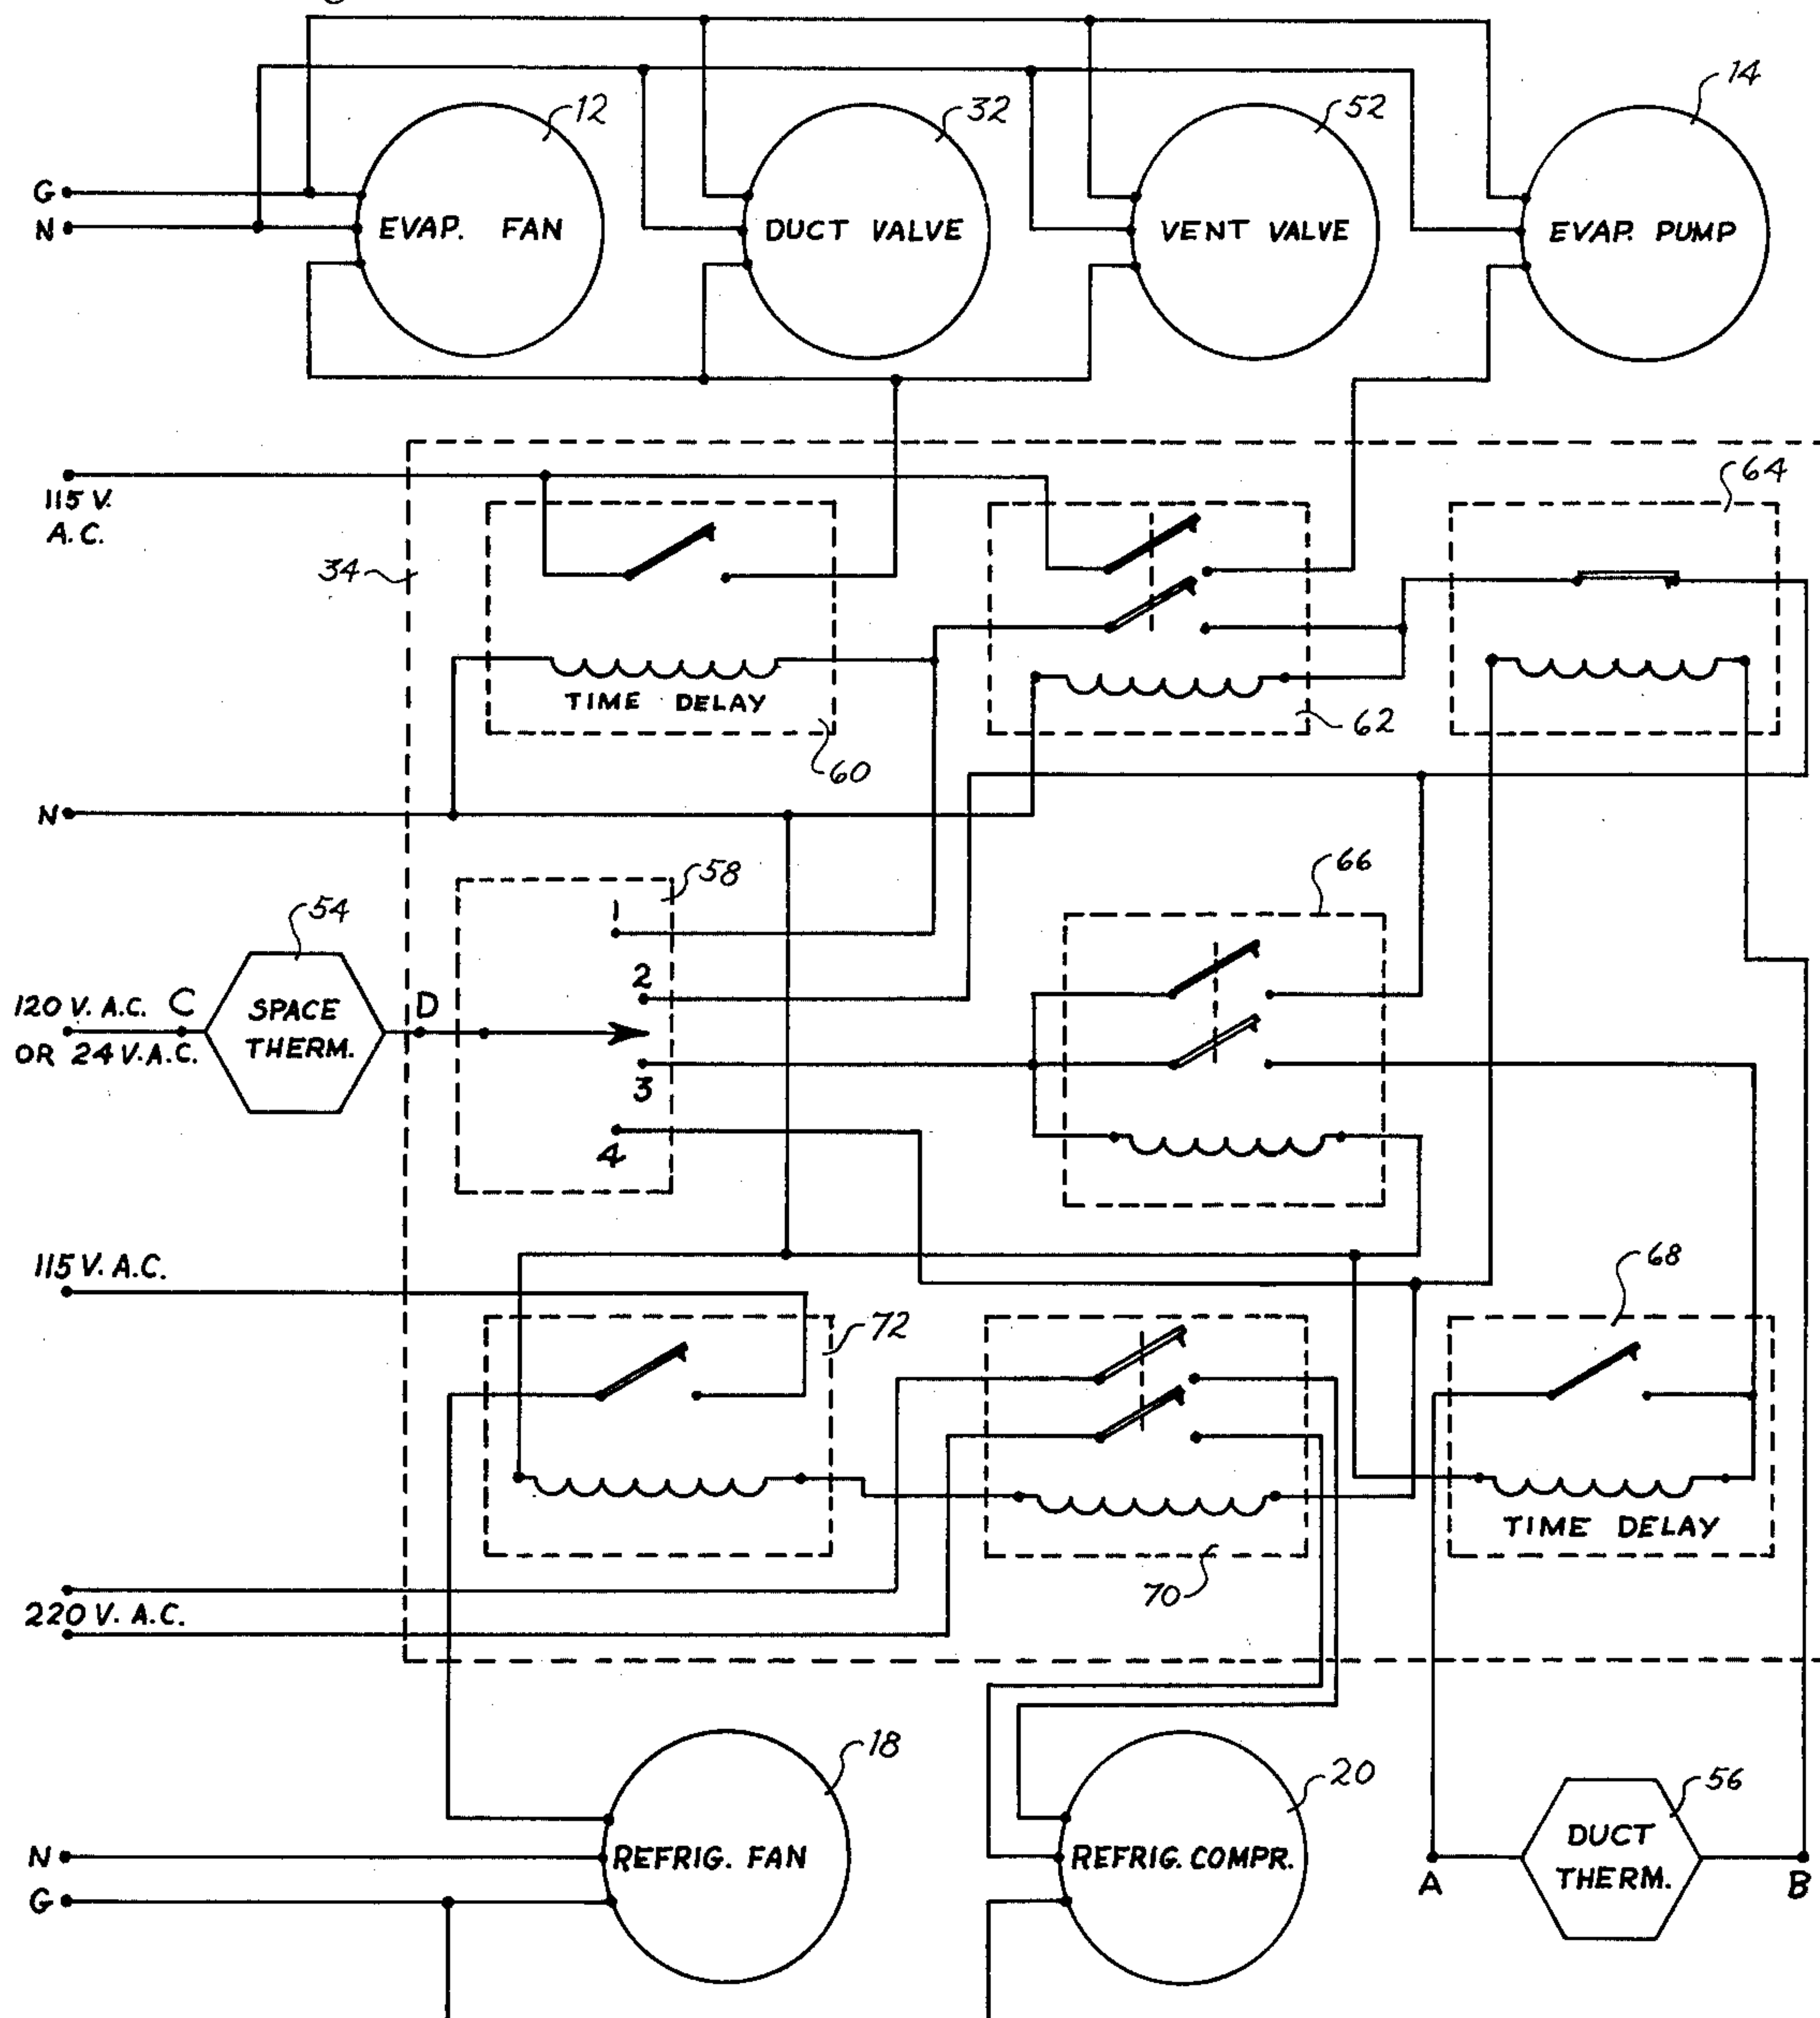 12
32
52
14
G
N
EVAP. FAN
DUCT VALVE
VENT VALVE
EVAP. PUMP
115 V.
A.C.
34
64
TIME DELAY
60
62
N
58
66
54
1
2
120 V. A.C. C
OR 24 V.A.C.
SPACE
THERM.
D
3
4
115 V. A.C.
68
72
TIME DELAY
70
220 V. A.C.
18
20
56
N
G
REFRIG. FAN
REFRIG. COMPR.
DUCT
THERM.
A
B